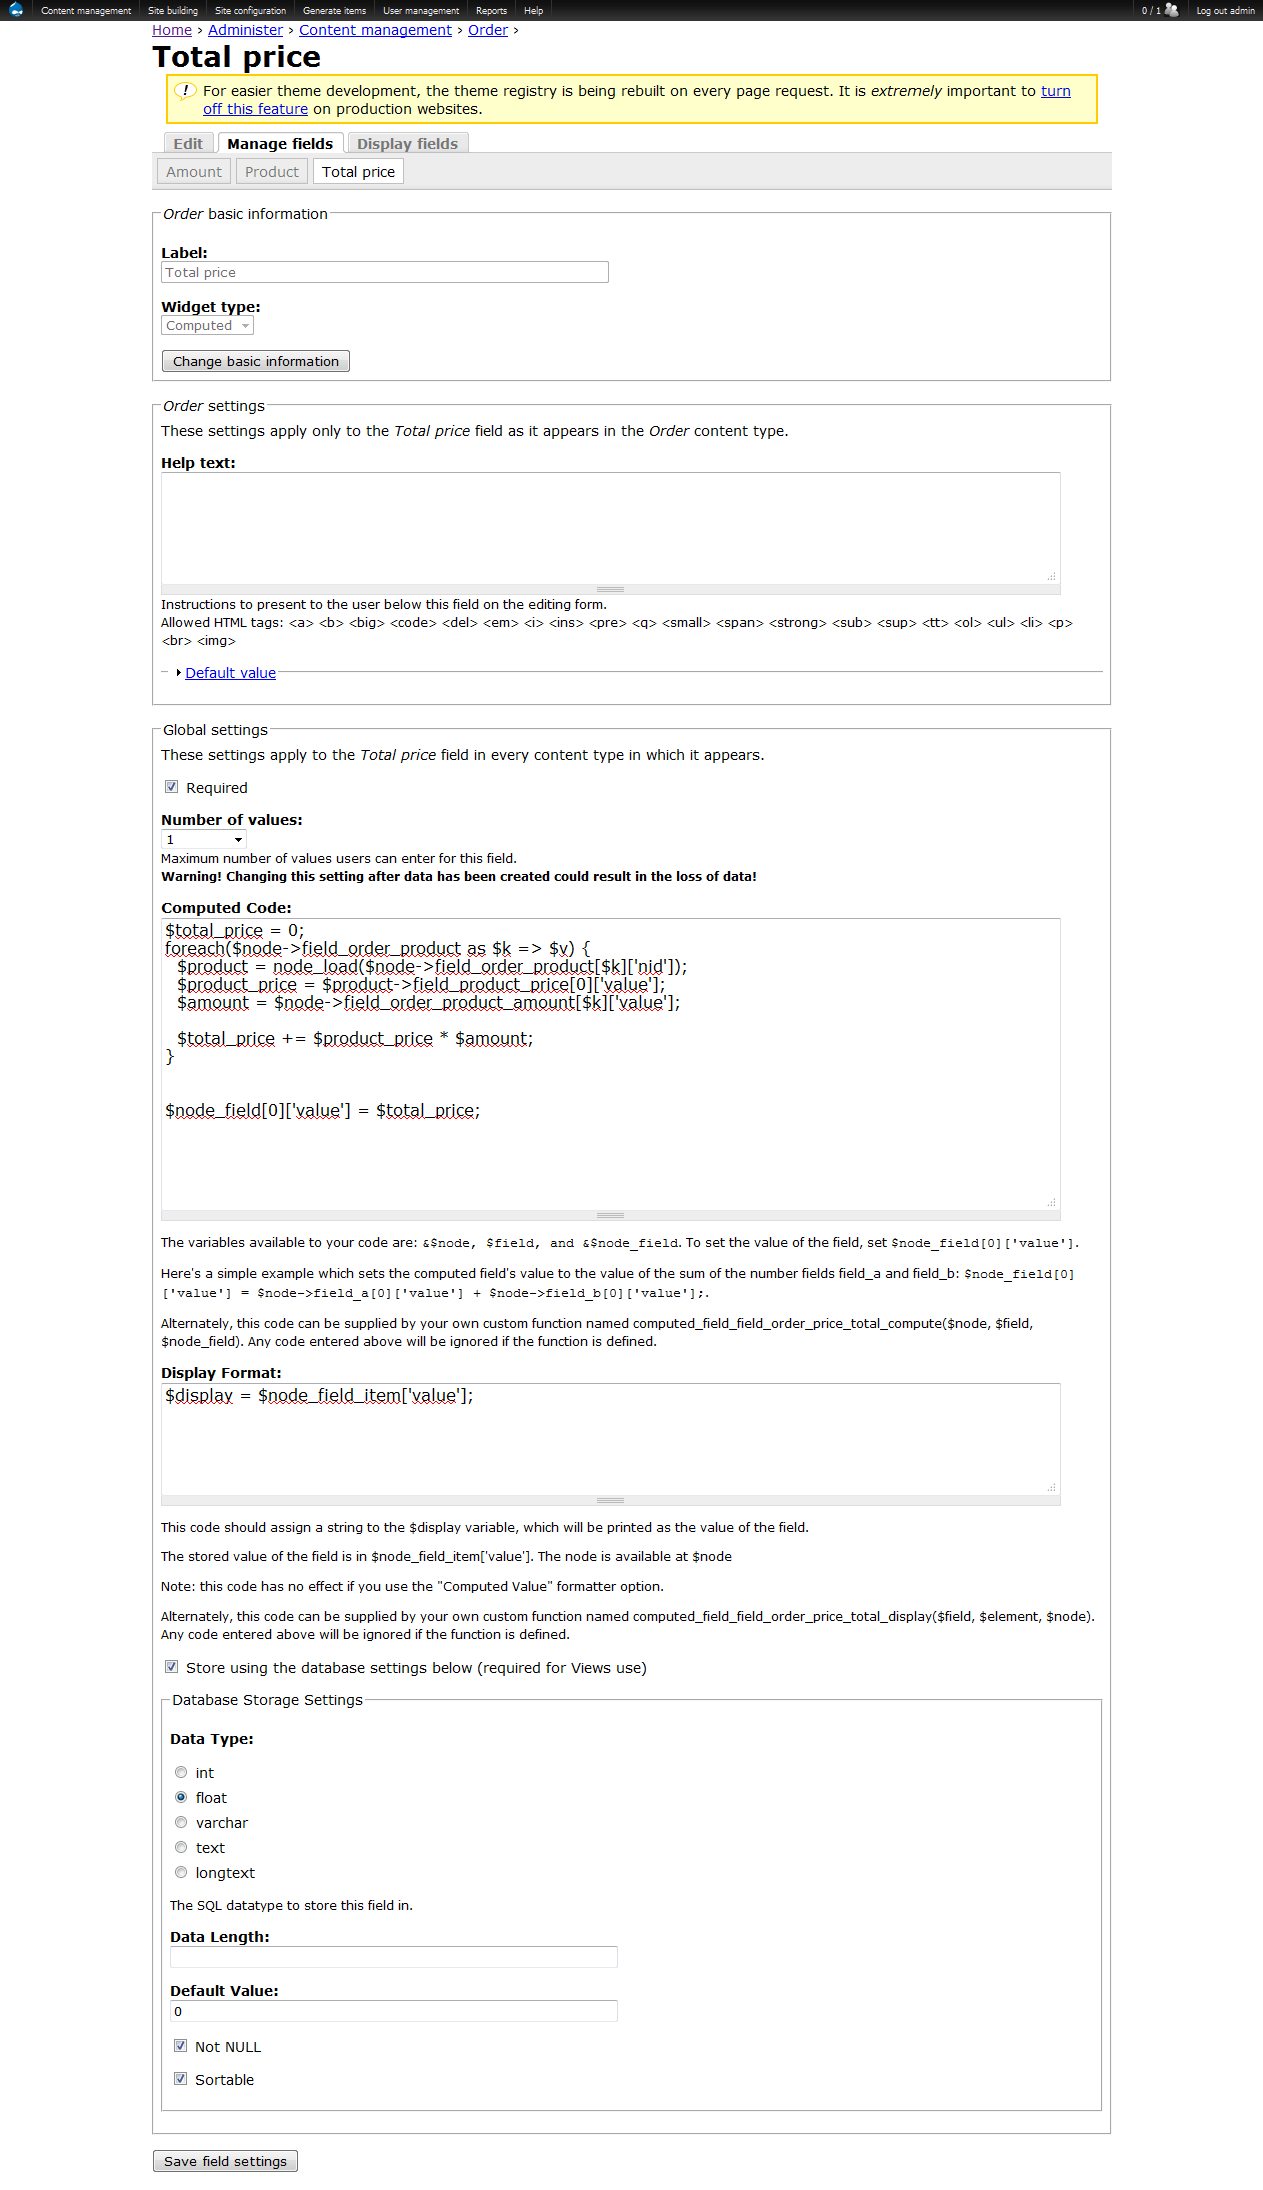 Content management Site building Site configuration Generate items User management Reports Help 0 / 1 Log out admin
Home › Administer › Content management › Order ›
Total price
For easier theme development, the theme registry is being rebuilt on every page request. It is extremely important to turn
off this feature on production websites.
Edit Manage fields Display fields
Amount Product Total price
Order basic information
Label:
Total price
Widget type:
Computed
Change basic information
Order settings
These settings apply only to the Total price field as it appears in the Order content type.
Help text:
Instructions to present to the user below this field on the editing form.
Allowed HTML tags: <a> <b> <big> <code> <del> <em> <i> <ins> <pre> <q> <small> <span> <strong> <sub> <sup> <tt> <ol> <ul> <li> <p>
<br> <img>
Default value
Global settings
These settings apply to the Total price field in every content type in which it appears.
Required
Number of values:
1
Maximum number of values users can enter for this field.
Warning! Changing this setting after data has been created could result in the loss of data!
Computed Code:
$total_price = 0;
foreach($node->field_order_product as $k => $v) {
$product = node_load($node->field_order_product[$k]['nid']);
$product_price = $product->field_product_price[0]['value'];
$amount = $node->field_order_product_amount[$k]['value'];
$total_price += $product_price * $amount;
}
$node_field[0]['value'] = $total_price;
The variables available to your code are: &$node, $field, and &$node_field. To set the value of the field, set $node_field[0]['value'].
Here's a simple example which sets the computed field's value to the value of the sum of the number fields field_a and field_b: $node_field[0]
['value'] = $node->field_a[0]['value'] + $node->field_b[0]['value'];.
Alternately, this code can be supplied by your own custom function named computed_field_field_order_price_total_compute($node, $field,
$node_field). Any code entered above will be ignored if the function is defined.
Display Format:
$display = $node_field_item['value'];
This code should assign a string to the $display variable, which will be printed as the value of the field.
The stored value of the field is in $node_field_item['value']. The node is available at $node
Note: this code has no effect if you use the "Computed Value" formatter option.
Alternately, this code can be supplied by your own custom function named computed_field_field_order_price_total_display($field, $element, $node).
Any code entered above will be ignored if the function is defined.
Store using the database settings below (required for Views use)
Database Storage Settings
Data Type:
int
float
varchar
text
longtext
The SQL datatype to store this field in.
Data Length:
Default Value:
0
Not NULL
Sortable
Save field settings